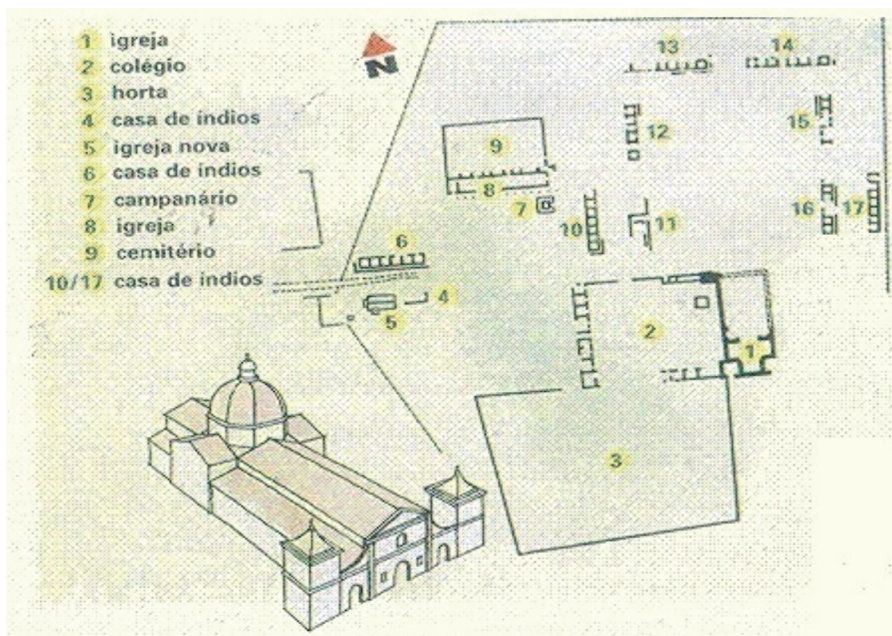 1 igreja
2 colégio
3 horta
4 casa de índios
5 igreja nova
6 casa de índios
7 campanário
8 igreja
9 cemitério
10/17 casa de índios
N
13
14
9
12
15
8
7
10
11
16
17
6
4
5
2
1
3